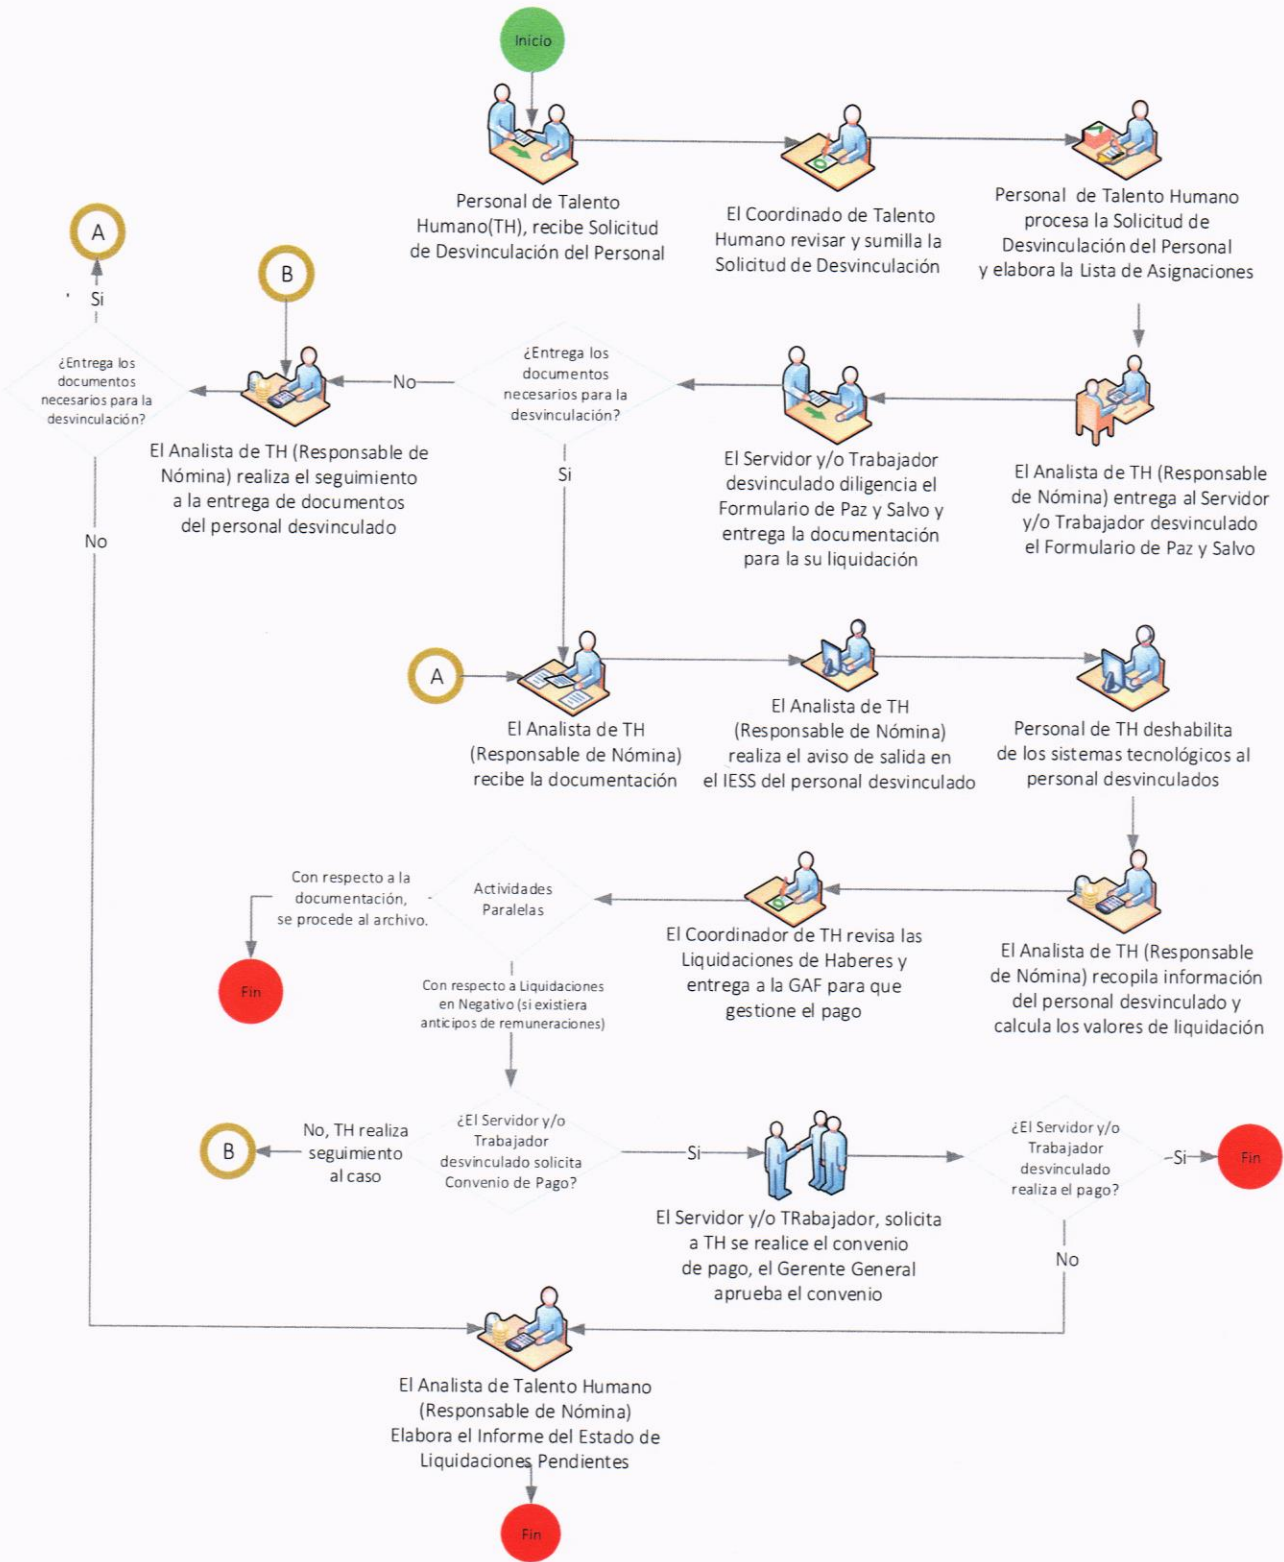 Inicio
Personal de Talento
Humano(TH), recibe Solicitud
de Desvinculación del Personal
El Coordinado de Talento
Humano revisar y sumilla la
Solicitud de Desvinculación
Personal de Talento Humano
procesa la Solicitud de
Desvinculación del Personal
y elabora la Lista de Asignaciones
A
Si
¿Entrega los
documentos
necesarios para la
desvinculación?
No
B
El Analista de TH (Responsable de
Nómina) realiza el seguimiento
a la entrega de documentos
del personal desvinculado
No
¿Entrega los
documentos
necesarios para la
desvinculación?
Si
El Servidor y/o Trabajador
desvinculado diligencia el
Formulario de Paz y Salvo y
entrega la documentación
para la su liquidación
El Analista de TH (Responsable
de Nómina) entrega al Servidor
y/o Trabajador desvinculado
el Formulario de Paz y Salvo
A
El Analista de TH
(Responsable de Nómina)
recibe la documentación
El Analista de TH
(Responsable de Nómina)
realiza el aviso de salida en
el IESS del personal desvinculado
Personal de TH deshabilita
de los sistemas tecnológicos al
personal desvinculados
Con respecto a la
documentación,
se procede al archivo.
Fin
Actividades
Paralelas
Con respecto a Liquidaciones
en Negativo (si existiera
anticipos de remuneraciones)
El Coordinador de TH revisa las
Liquidaciones de Haberes y
entrega a la GAF para que
gestione el pago
El Analista de TH (Responsable
de Nómina) recopila información
del personal desvinculado y
calcula los valores de liquidación
B
No, TH realiza
seguimiento
al caso
¿El Servidor y/o
Trabajador
desvinculado solicita
Convenio de Pago?
Si
El Servidor y/o TRabajador, solicita
a TH se realice el convenio
de pago, el Gerente General
aprueba el convenio
¿El Servidor y/o
Trabajador
desvinculado
realiza el pago?
Si
Fin
No
El Analista de Talento Humano
(Responsable de Nómina)
Elabora el Informe del Estado de
Liquidaciones Pendientes
Fin